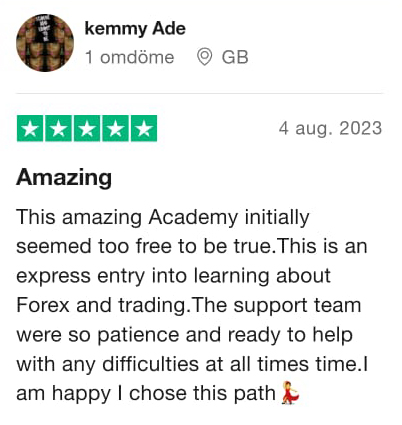 kemmy Ade
1 omdöme GB
4 aug. 2023
Amazing
This amazing Academy initially
seemed too free to be true.This is an
express entry into learning about
Forex and trading.The support team
were so patience and ready to help
with any difficulties at all times time.I
am happy I chose this path💃